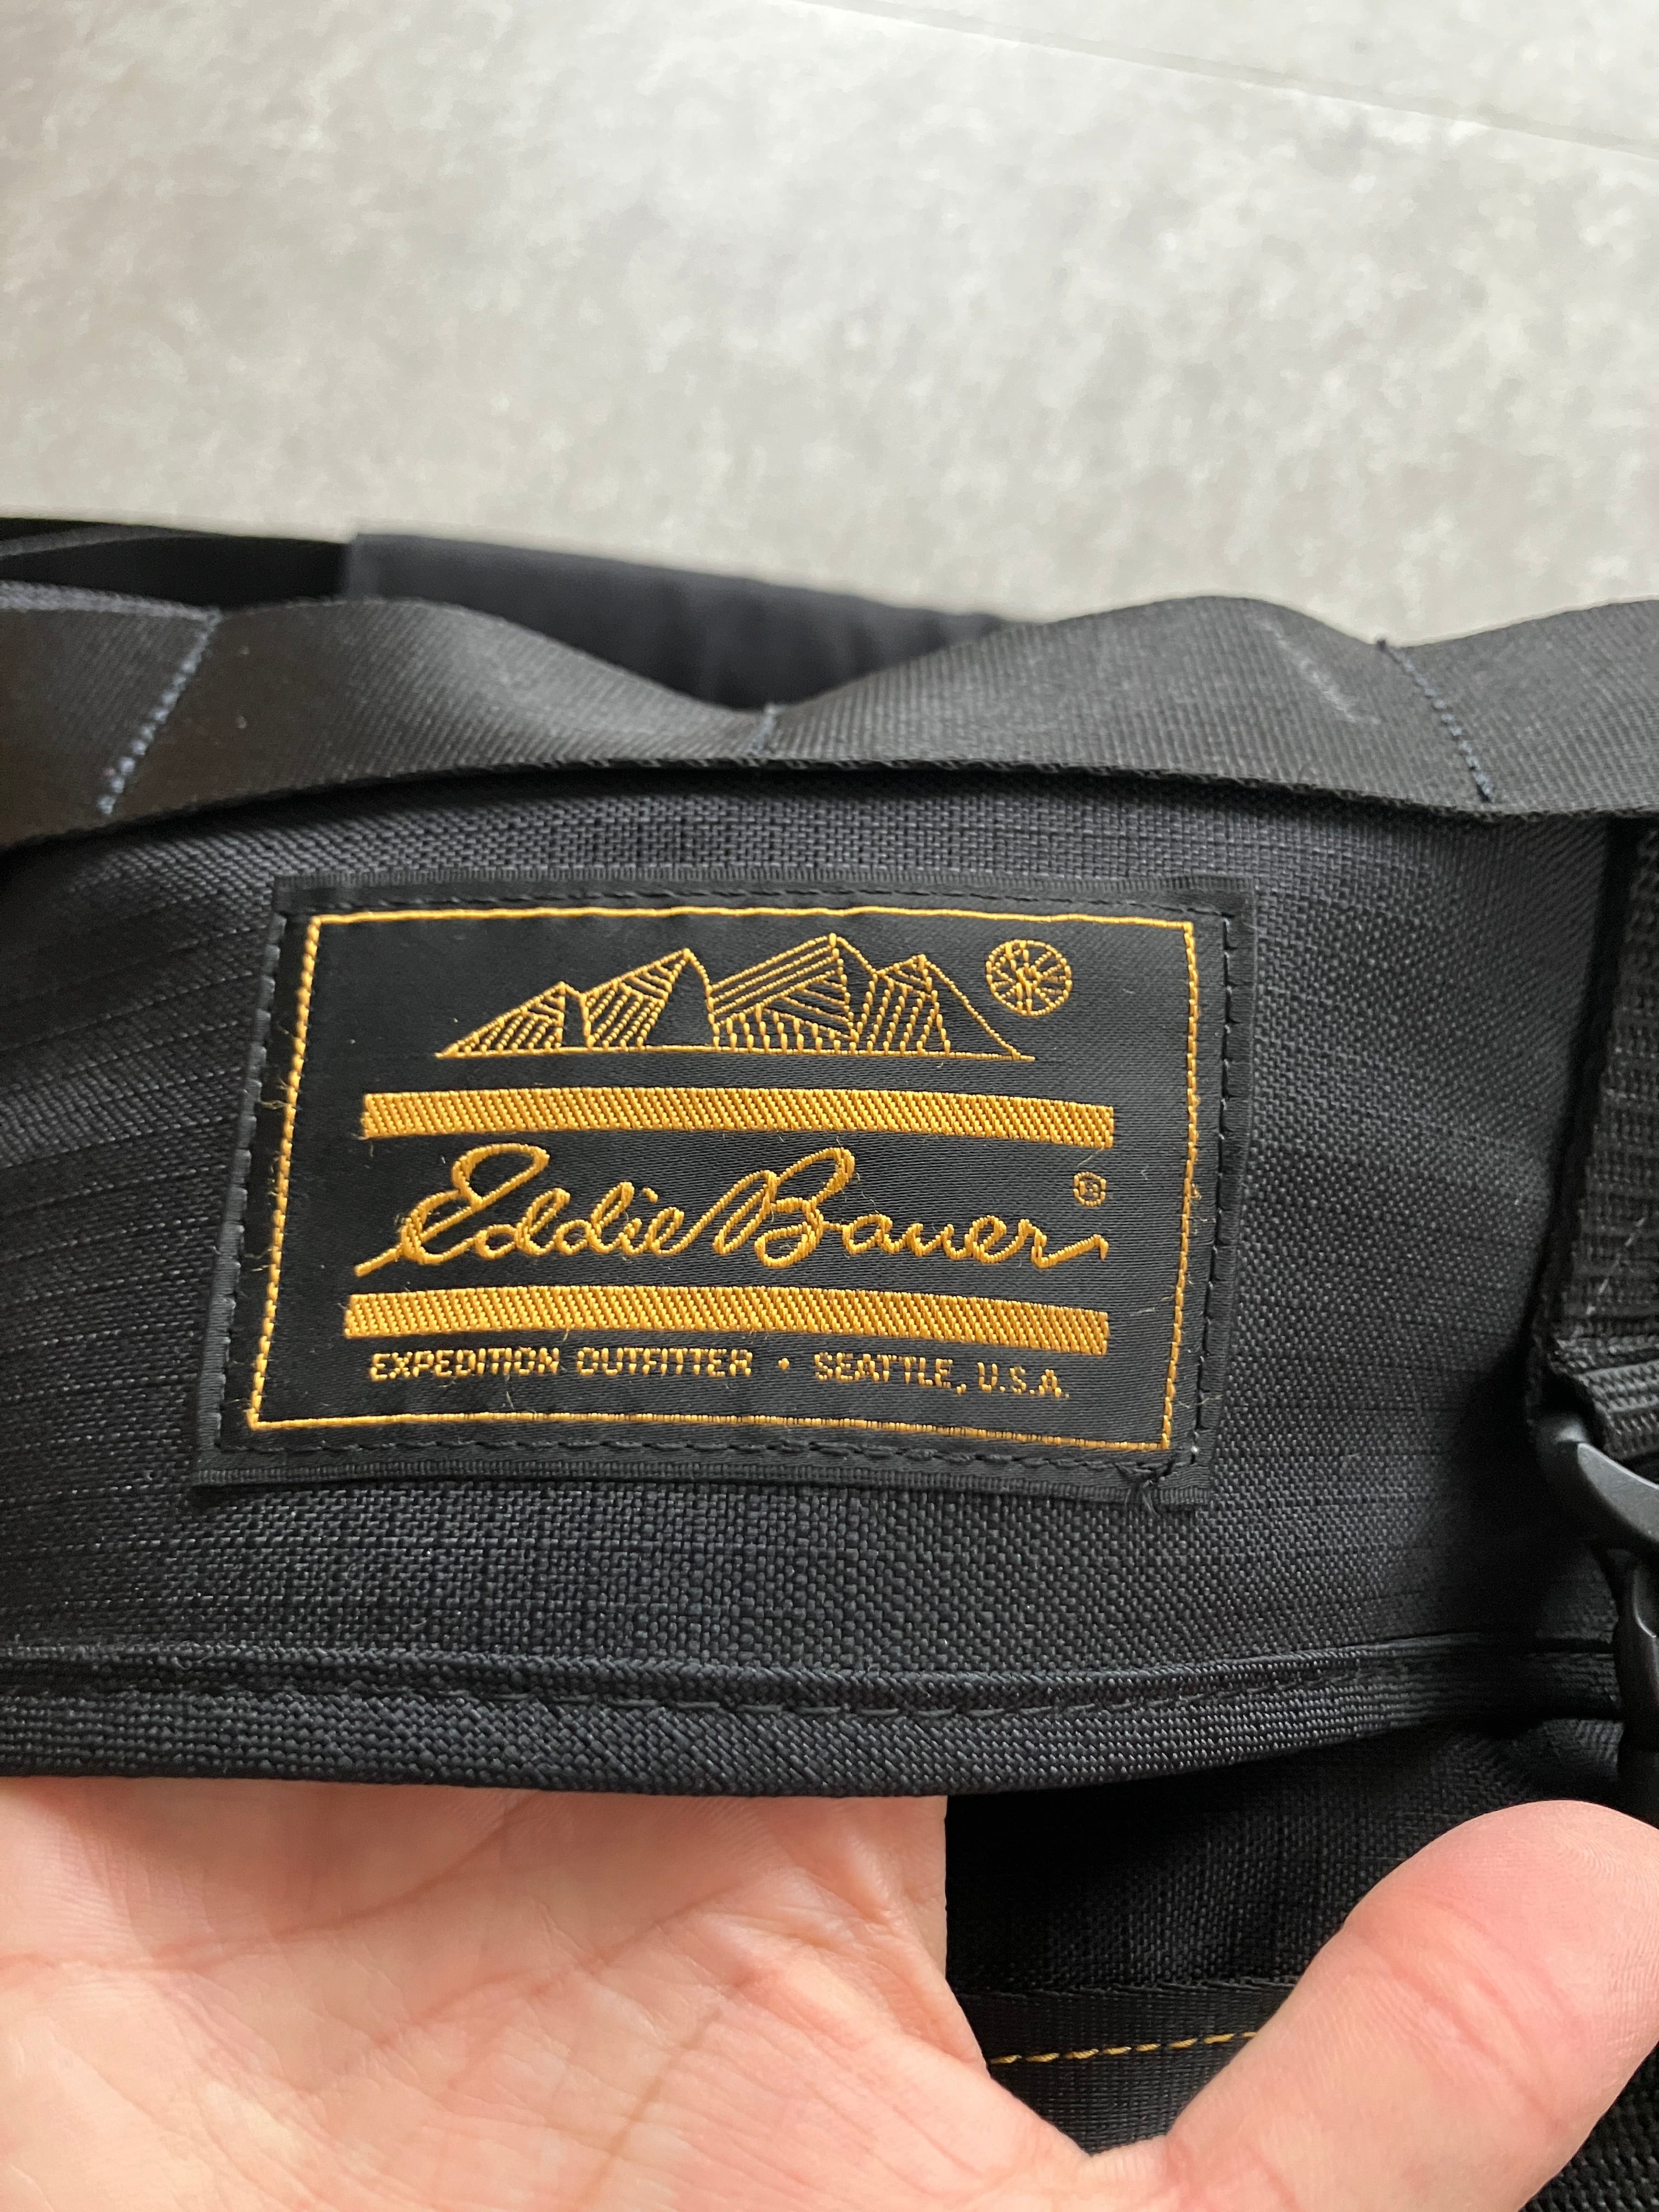 Eddie Bauer ®
EXPEDITION OUTFITTER • SEATTLE, U.S.A.